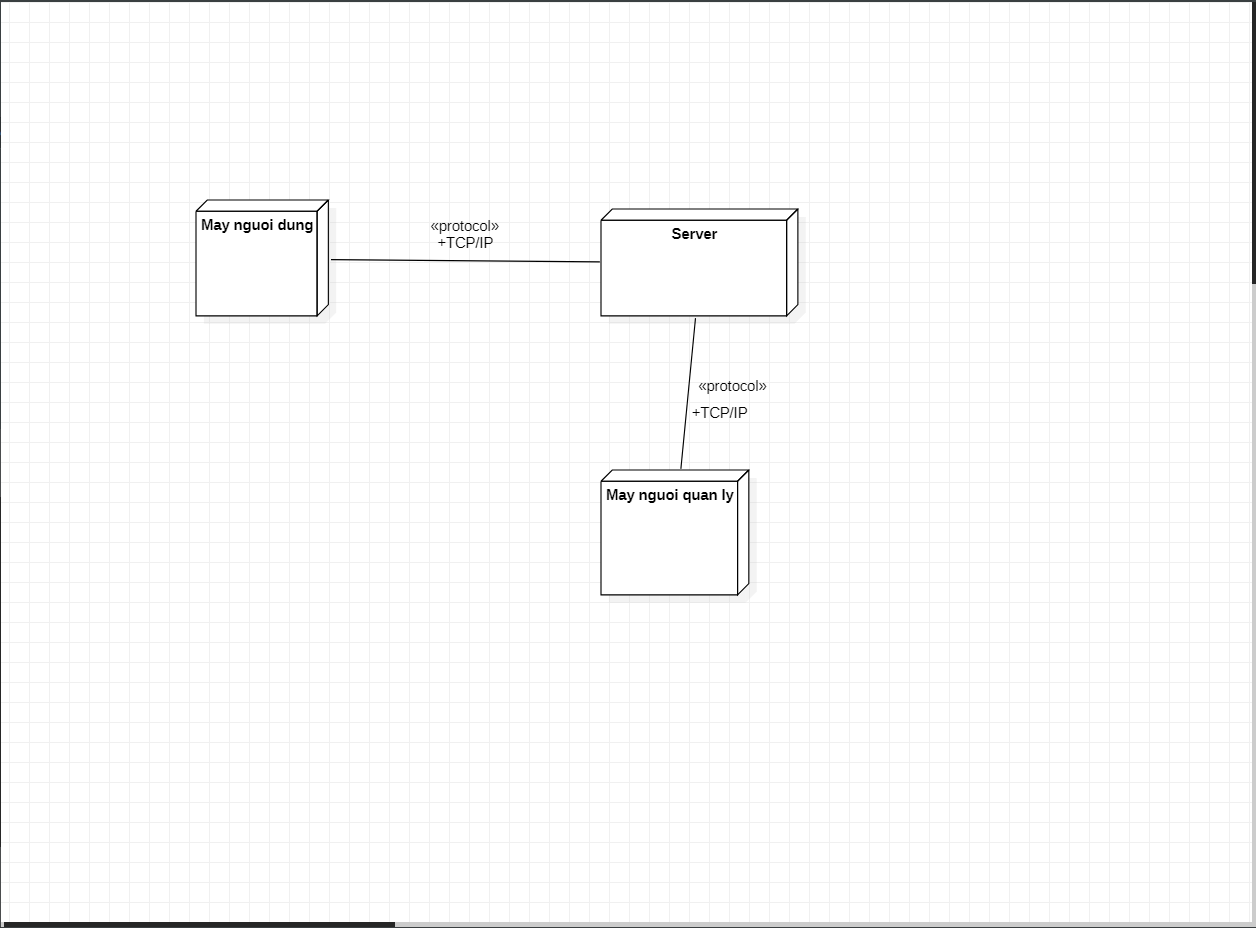 May nguoi dung
«protocol»
+TCP/IP
Server
«protocol»
+TCP/IP
May nguoi quan ly